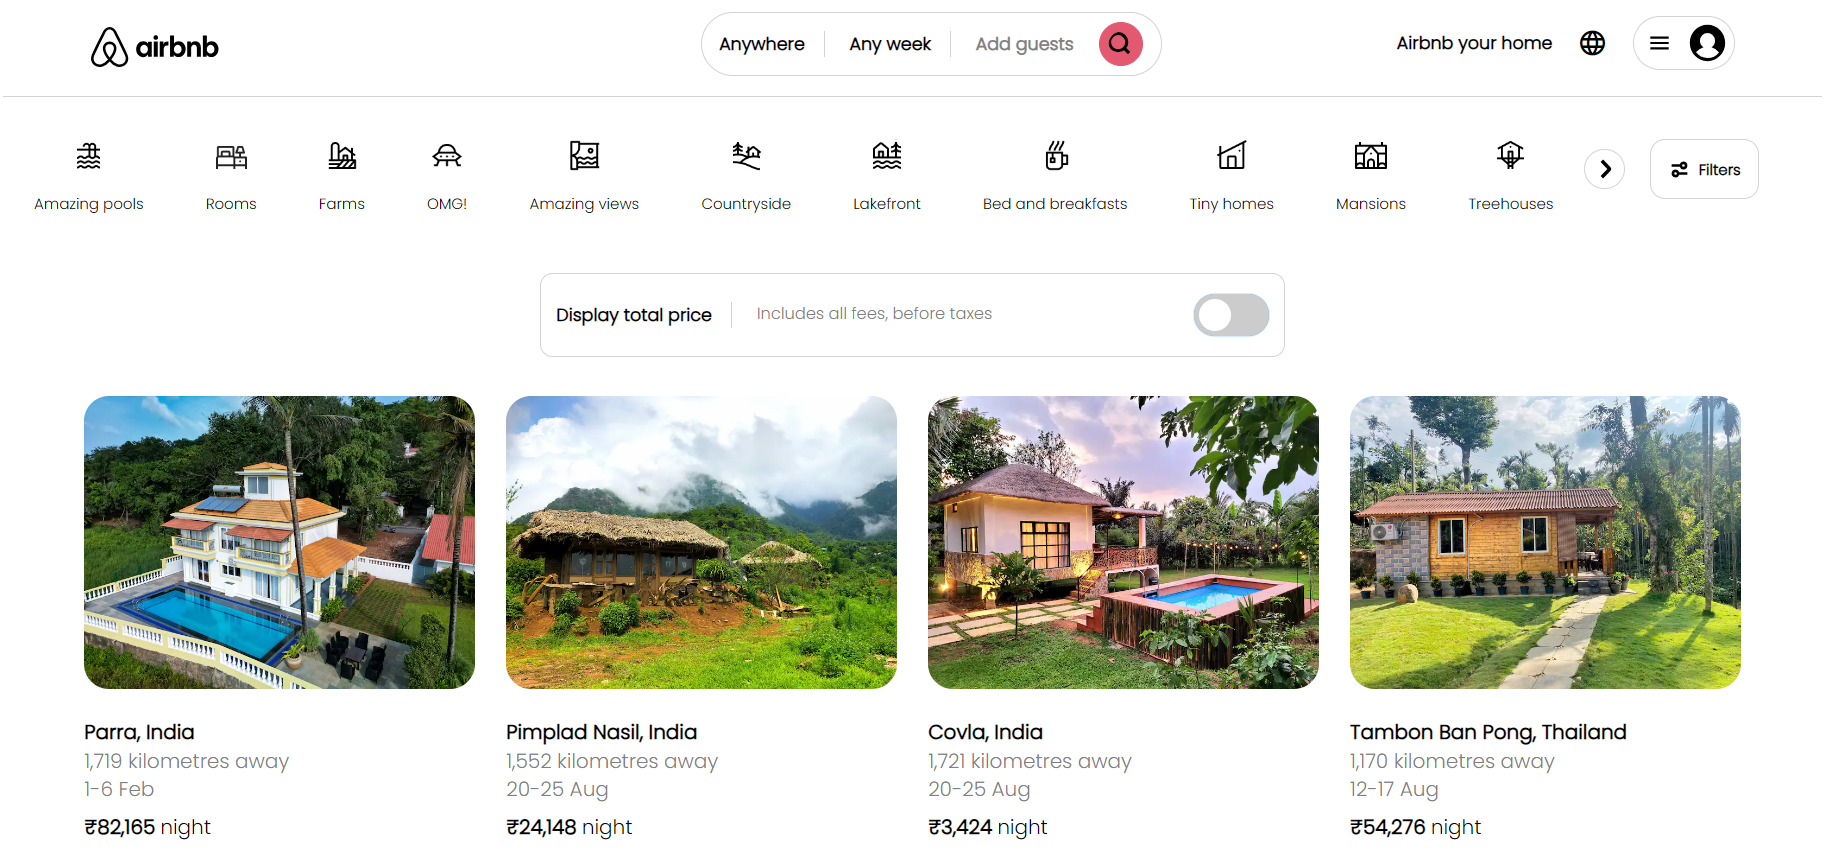 airbnb
Anywhere Any week Add guests
Airbnb your home
Amazing pools Rooms Farms OMG! Amazing views Countryside Lakefront Bed and breakfasts Tiny homes Mansions Treehouses
Filters
Display total price Includes all fees, before taxes
Parra, India
1,719 kilometres away
1-6 Feb
₹82,165 night
Pimplad Nasil, India
1,552 kilometres away
20-25 Aug
₹24,148 night
Covla, India
1,721 kilometres away
20-25 Aug
₹3,424 night
Tambon Ban Pong, Thailand
1,170 kilometres away
12-17 Aug
₹54,276 night